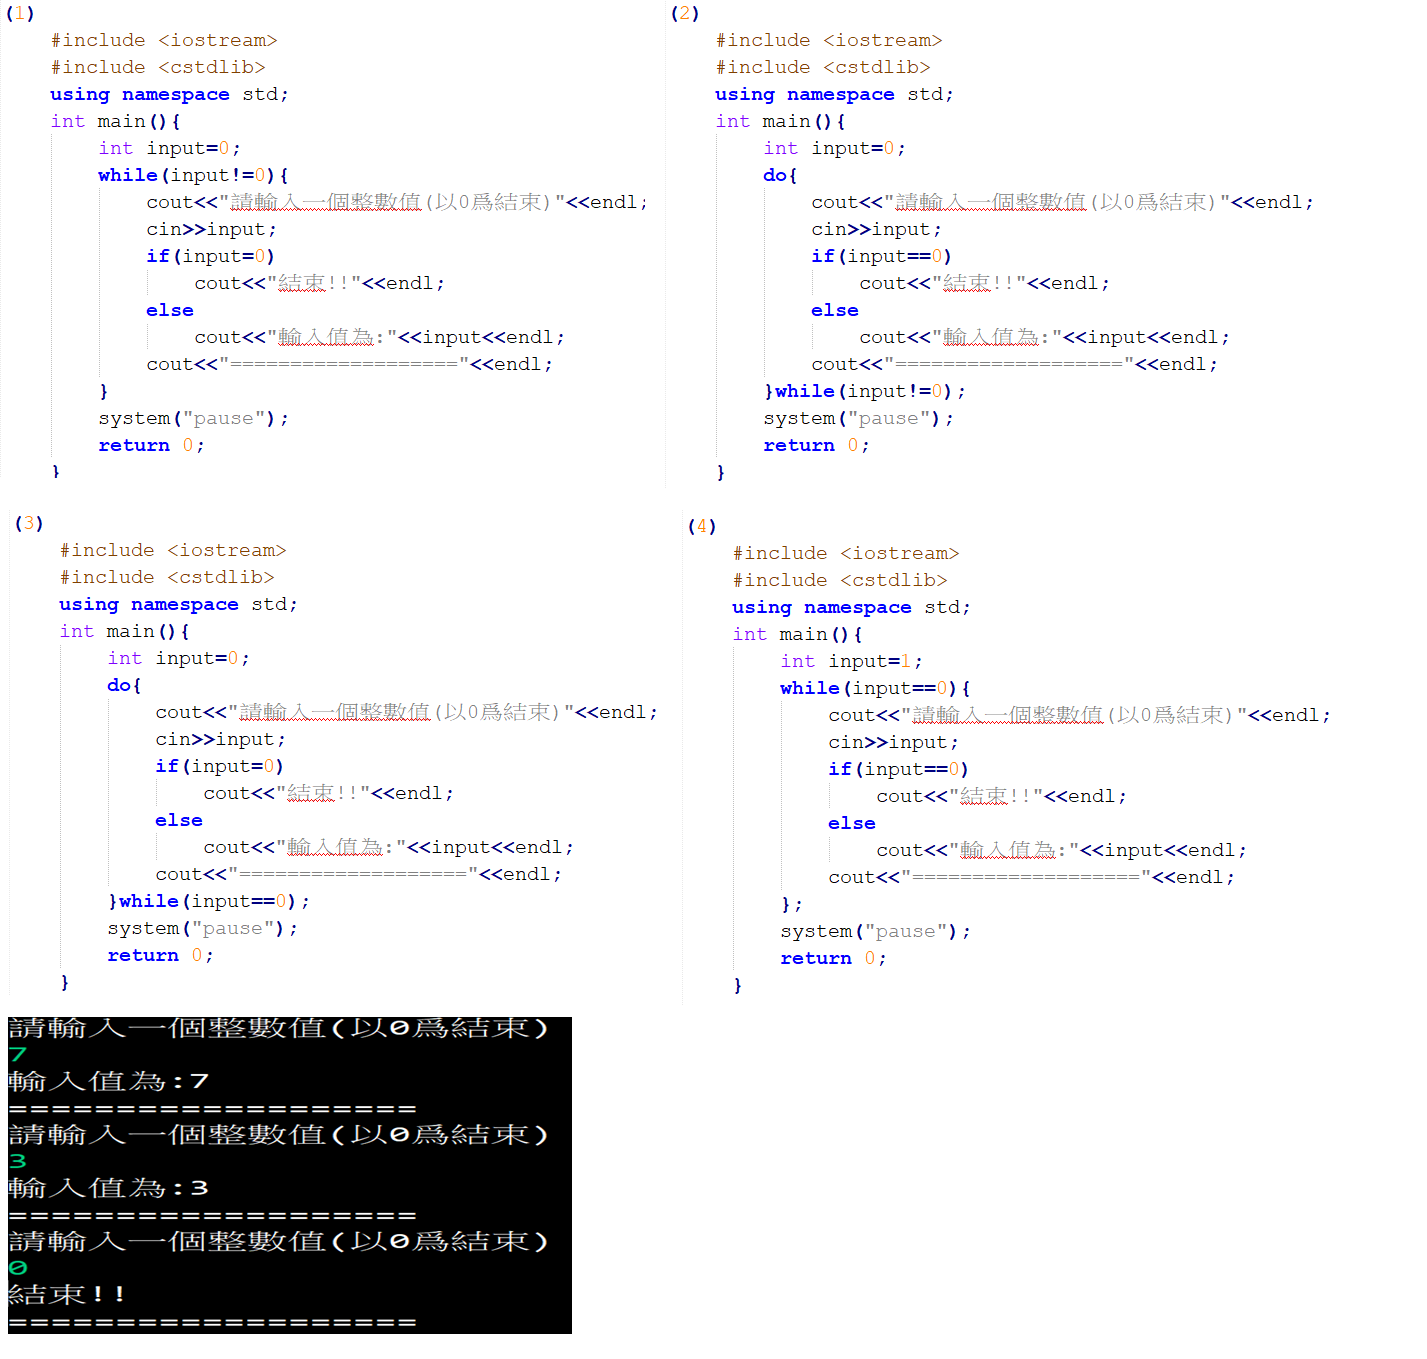 (1)
#include <iostream>
#include <cstdlib>
using namespace std;
int main(){
int input=0;
while(input!=0){
cout<<"請輸入一個整數值(以0爲結束)"<<endl;
cin>>input;
if(input=0)
cout<<"結束!!"<<endl;
else
cout<<"輸入值為:"<<input<<endl;
cout<<"==================="<<endl;
}
system("pause");
return 0;
}
(2)
#include <iostream>
#include <cstdlib>
using namespace std;
int main(){
int input=0;
do{
cout<<"請輸入一個整數值(以0爲結束)"<<endl;
cin>>input;
if(input==0)
cout<<"結束!!"<<endl;
else
cout<<"輸入值為:"<<input<<endl;
cout<<"==================="<<endl;
}while(input!=0);
system("pause");
return 0;
}
(3)
#include <iostream>
#include <cstdlib>
using namespace std;
int main(){
int input=0;
do{
cout<<"請輸入一個整數值(以0爲結束)"<<endl;
cin>>input;
if(input=0)
cout<<"結束!!"<<endl;
else
cout<<"輸入值為:"<<input<<endl;
cout<<"==================="<<endl;
}while(input==0);
system("pause");
return 0;
}
(4)
#include <iostream>
#include <cstdlib>
using namespace std;
int main(){
int input=1;
while(input==0){
cout<<"請輸入一個整數值(以0爲結束)"<<endl;
cin>>input;
if(input==0)
cout<<"結束!!"<<endl;
else
cout<<"輸入值為:"<<input<<endl;
cout<<"==================="<<endl;
};
system("pause");
return 0;
}
請輸入一個整數值(以0爲結束)
7
輸入值為:7
===================
請輸入一個整數值(以0爲結束)
3
輸入值為:3
===================
請輸入一個整數值(以0爲結束)
0
結束!!
===================